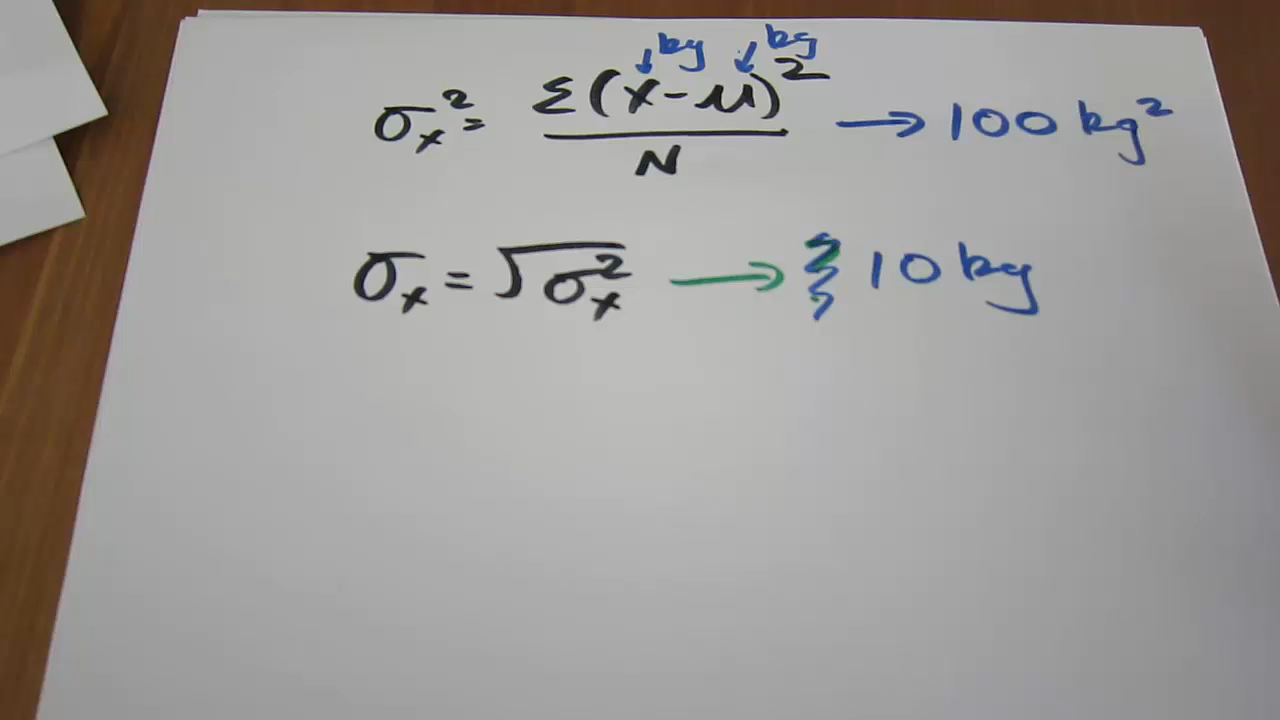 kg kg
σx² = Σ(x-μ)² / N → 100 kg²
σx = √σx² → 10 kg